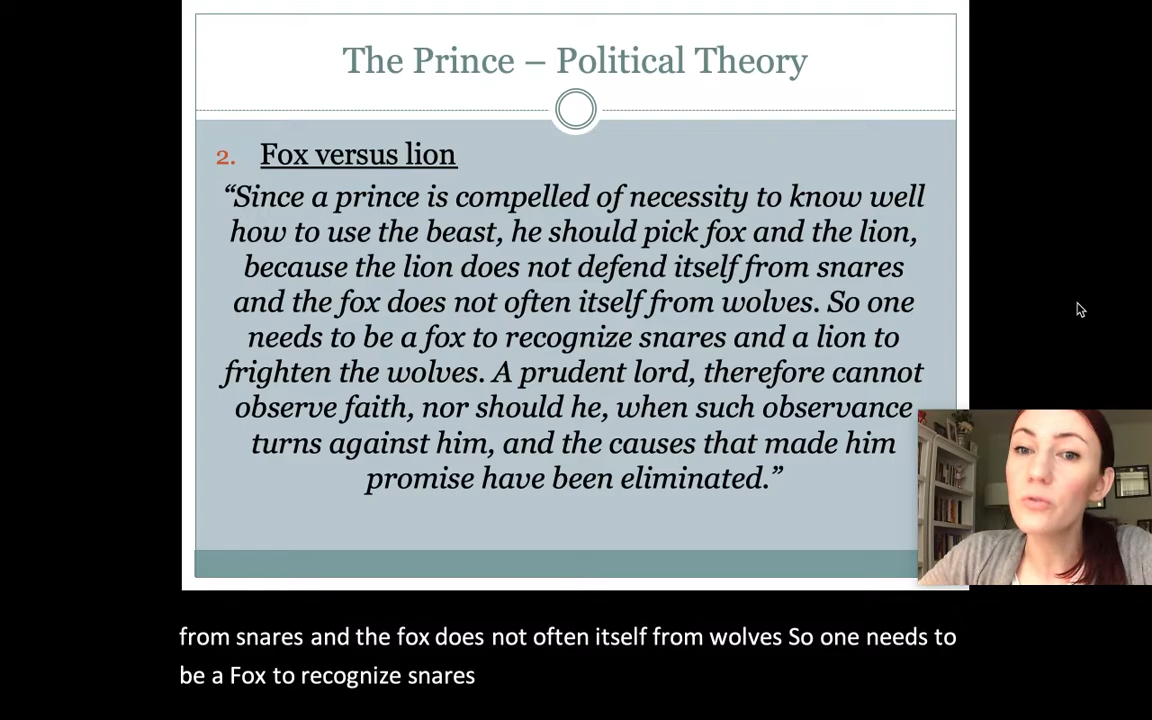 The Prince – Political Theory
2. Fox versus lion
“Since a prince is compelled of necessity to know well
how to use the beast, he should pick fox and the lion,
because the lion does not defend itself from snares
and the fox does not often itself from wolves. So one
needs to be a fox to recognize snares and a lion to
frighten the wolves. A prudent lord, therefore cannot
observe faith, nor should he, when such observance
turns against him, and the causes that made him
promise have been eliminated.”
from snares and the fox does not often itself from wolves So one needs to
be a Fox to recognize snares